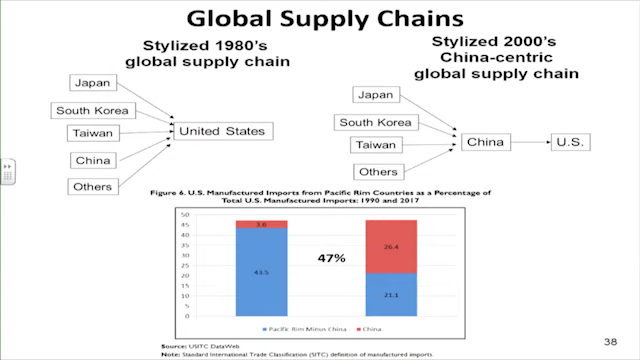 Global Supply Chains
Stylized 1980's
global supply chain
Japan
South Korea
Taiwan
China
Others
United States
Stylized 2000's
China-centric
global supply chain
Japan
South Korea
Taiwan
Others
China
U.S.
Figure 6. U.S. Manufactured Imports from Pacific Rim Countries as a Percentage of
Total U.S. Manufactured Imports: 1990 and 2017
50
45
40
35
30
25
20
15
10
5
0
3.6
43.5
47%
26.4
21.1
Pacific Rim Minus China
China
Source: USITC DataWeb
Note: Standard International Trade Classification (SITC) definition of manufactured imports.
38